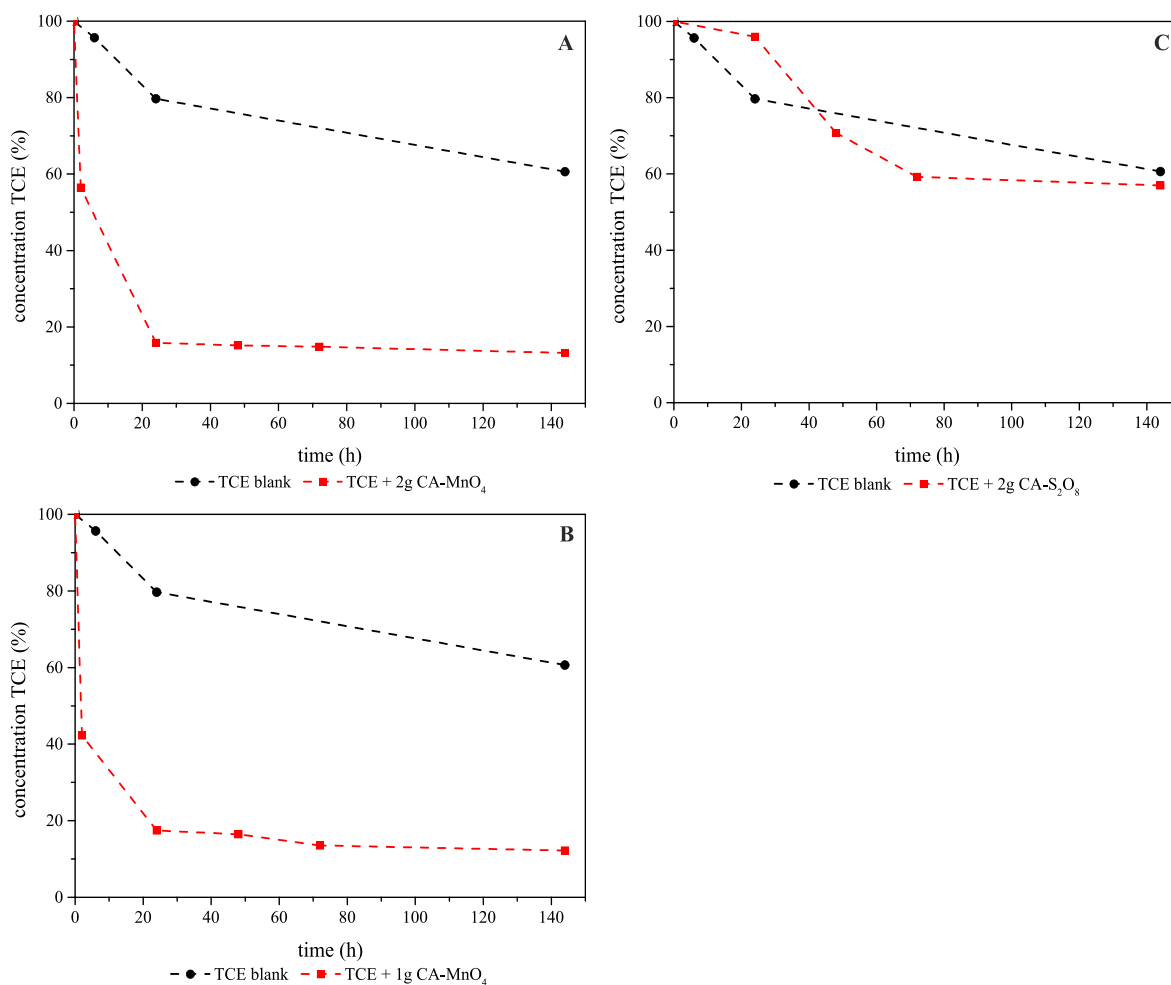 A
100
80
60
40
20
0
concentration TCE (%)
0 20 40 60 80 100 120 140
time (h)
TCE blank TCE + 2g CA-MnO₄
C
100
80
60
40
20
0
concentration TCE (%)
0 20 40 60 80 100 120 140
time (h)
TCE blank TCE + 2g CA-S₂O₈
B
100
80
60
40
20
0
concentration TCE (%)
0 20 40 60 80 100 120 140
time (h)
TCE blank TCE + 1g CA-MnO₄